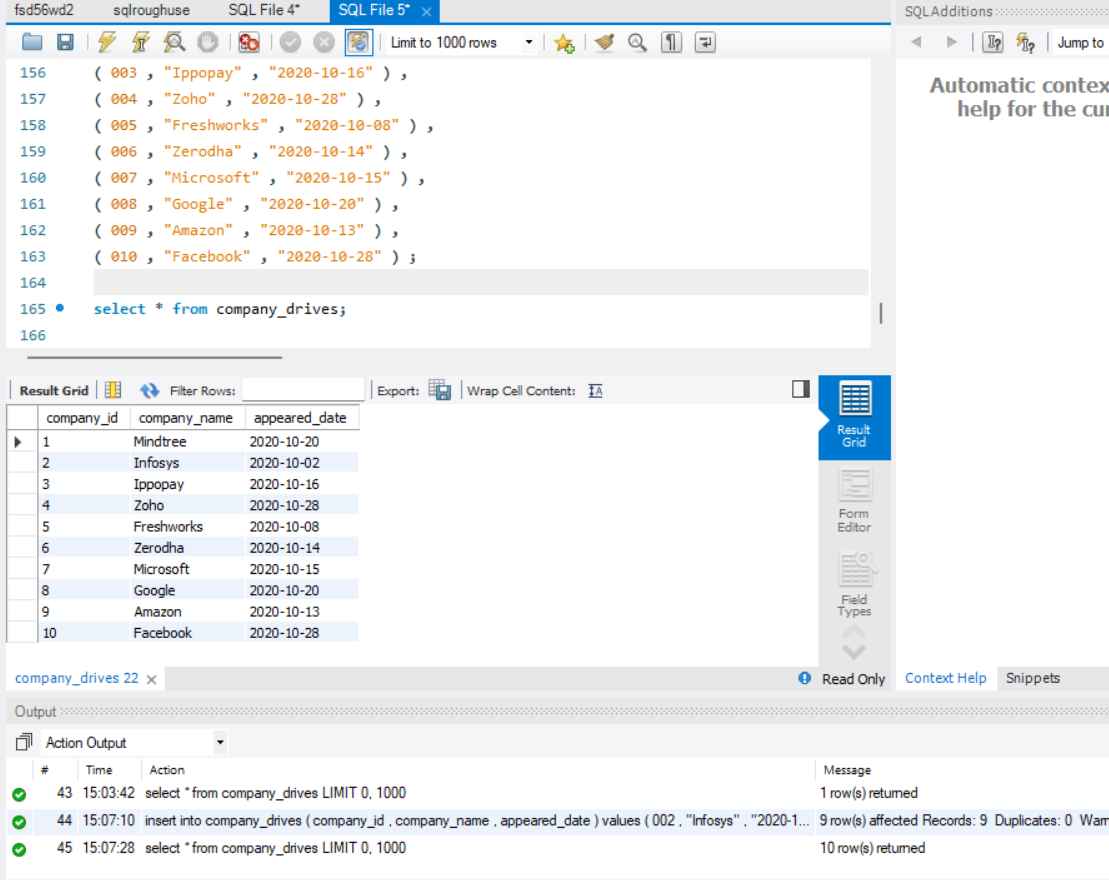 fsd56wd2 sqlroughuse SQL File 4* SQL File 5* ×
SQLAdditions
Limit to 1000 rows
Jump to
156 ( 003 , "Ippopay" , "2020-10-16" ) ,
157 ( 004 , "Zoho" , "2020-10-28" ) ,
158 ( 005 , "Freshworks" , "2020-10-08" ) ,
159 ( 006 , "Zerodha" , "2020-10-14" ) ,
160 ( 007 , "Microsoft" , "2020-10-15" ) ,
161 ( 008 , "Google" , "2020-10-20" ) ,
162 ( 009 , "Amazon" , "2020-10-13" ) ,
163 ( 010 , "Facebook" , "2020-10-28" ) ;
164
165 select * from company_drives;
166
Automatic contex
help for the cur
Result Grid Filter Rows: Export: Wrap Cell Content:
company_id company_name appeared_date
1 Mindtree 2020-10-20
2 Infosys 2020-10-02
3 Ippopay 2020-10-16
4 Zoho 2020-10-28
5 Freshworks 2020-10-08
6 Zerodha 2020-10-14
7 Microsoft 2020-10-15
8 Google 2020-10-20
9 Amazon 2020-10-13
10 Facebook 2020-10-28
Result
Grid
Form
Editor
Field
Types
company_drives 22 ×
Read Only
Context Help Snippets
Output
Action Output
# Time Action Message
43 15:03:42 select * from company_drives LIMIT 0, 1000 1 row(s) returned
44 15:07:10 insert into company_drives ( company_id , company_name , appeared_date ) values ( 002 , "Infosys" , "2020-1... 9 row(s) affected Records: 9 Duplicates: 0 Warn
45 15:07:28 select * from company_drives LIMIT 0, 1000 10 row(s) returned